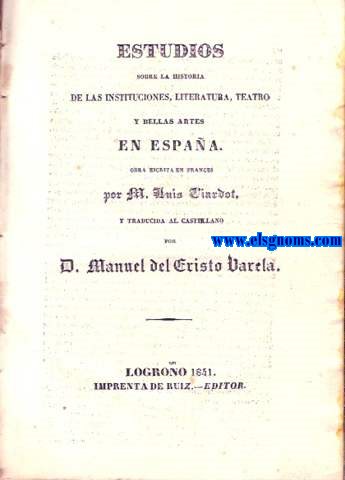 ESTUDIOS
SOBRE LA HISTORIA
DE LAS INSTITUCIONES, LITERATURA, TEATRO
Y BELLAS ARTES
EN ESPAÑA.
OBRA ESCRITA EN FRANCES
por M. Luis Viardot,
Y TRADUCIDA AL CASTELLANO
POR
www.elsgnoms.com
D. Manuel del Cristo Varela.
LOGROÑO 1841.
IMPRENTA DE RUIZ.—EDITOR.